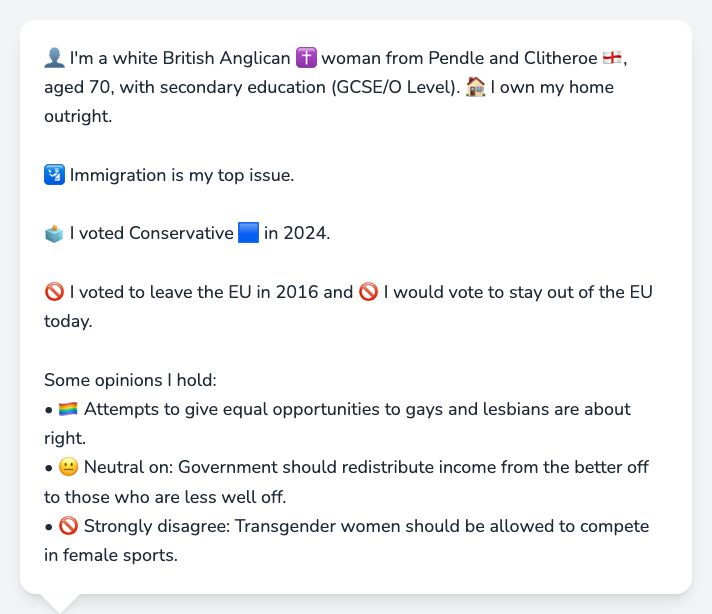 👤 I'm a white British Anglican ✝️ woman from Pendle and Clitheroe 🏴󠁧󠁢󠁥󠁮󠁧󠁿,
aged 70, with secondary education (GCSE/O Level). 🏠 I own my home
outright.
🛂 Immigration is my top issue.
🗳️ I voted Conservative 🟦 in 2024.
🚫 I voted to leave the EU in 2016 and 🚫 I would vote to stay out of the EU
today.
Some opinions I hold:
• 🏳️‍🌈 Attempts to give equal opportunities to gays and lesbians are about
right.
• 😐 Neutral on: Government should redistribute income from the better off
to those who are less well off.
• 🚫 Strongly disagree: Transgender women should be allowed to compete
in female sports.